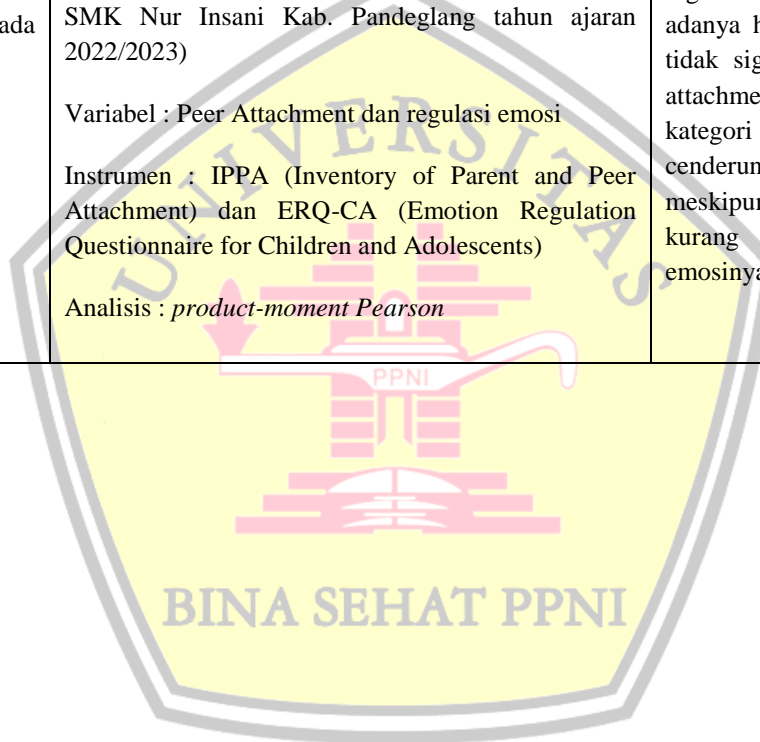 ada
SMK Nur Insani Kab. Pandeglang tahun ajaran
2022/2023)
Variabel : Peer Attachment dan regulasi emosi
Instrumen : IPPA (Inventory of Parent and Peer
Attachment) dan ERQ-CA (Emotion Regulation
Questionnaire for Children and Adolescents)
Analisis : product-moment Pearson
adanya h
tidak sig
attachme
kategori
cenderun
meskipun
kurang
emosinya
UNIVERSITAS
PPNI
BINA SEHAT PPNI